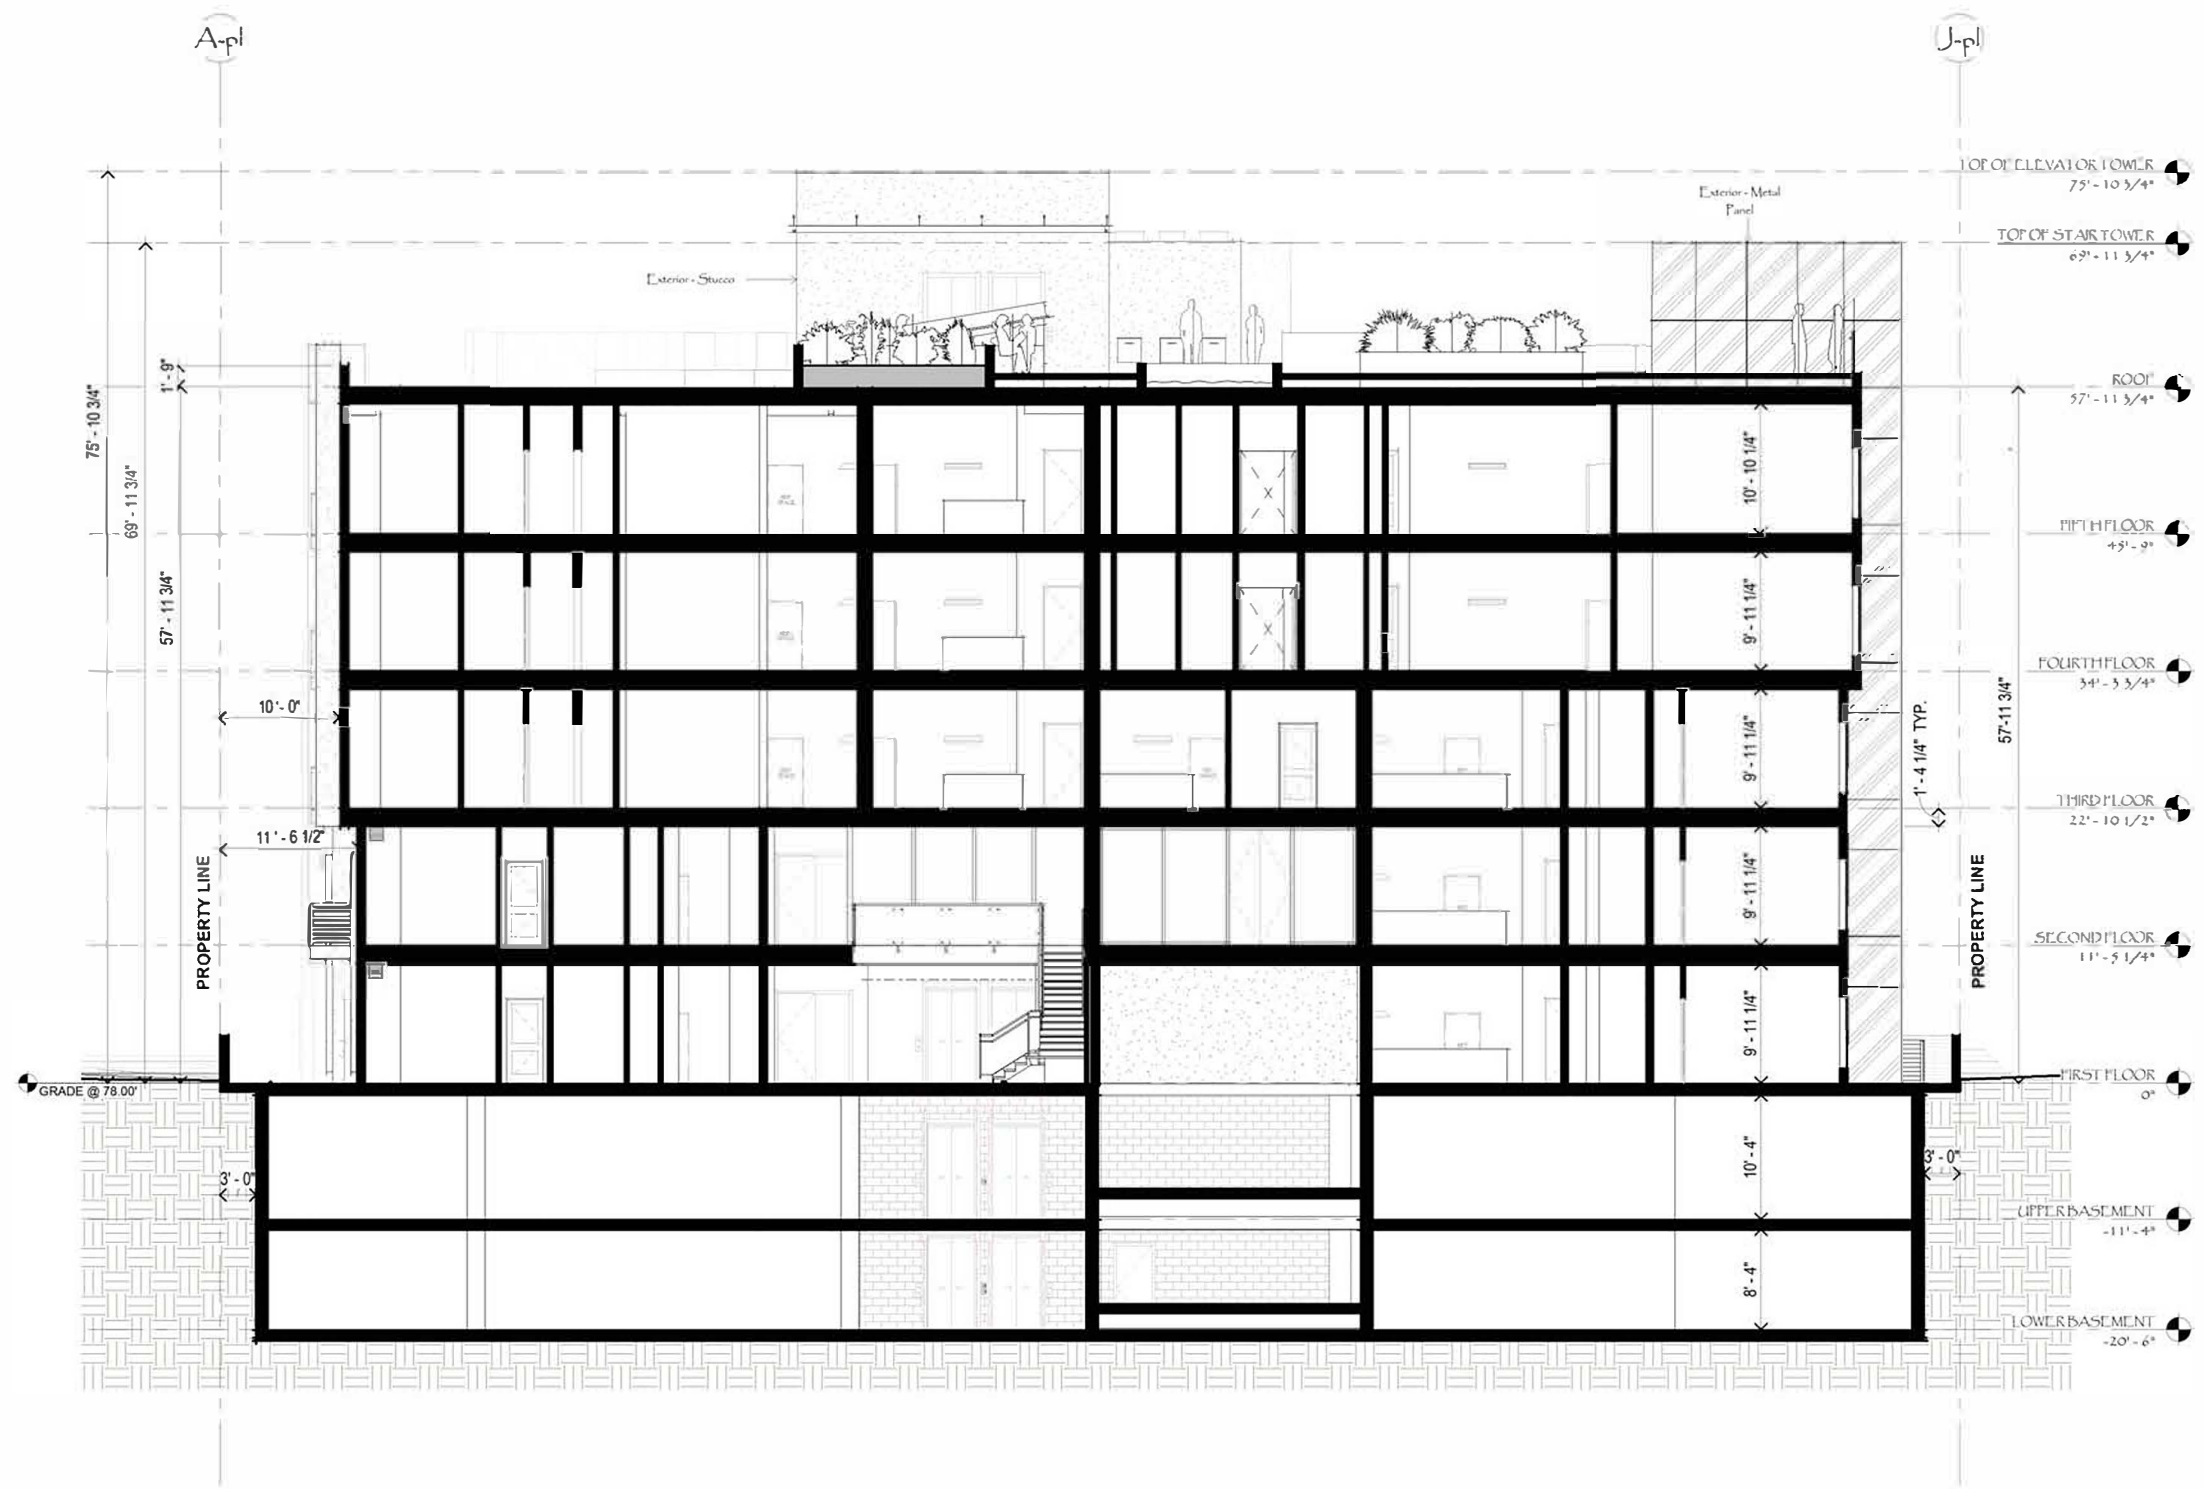 A-pl
J-pl
TOP OF ELEVATOR TOWER
75' - 10 3/4"
Exterior - Metal
Panel
TOP OF STAIR TOWER
69' - 11 3/4"
Exterior - Stucco
1' - 9"
ROOF
57' - 11 3/4"
75' - 10 3/4"
69' - 11 3/4"
57' - 11 3/4"
10' - 10 1/4"
FIFTH FLOOR
45' - 9"
9' - 11 1/4"
FOURTH FLOOR
34' - 3 3/4"
10' - 0"
9' - 11 1/4"
57'-11 3/4"
1' - 4 1/4" TYP.
THIRD FLOOR
22' - 10 1/2"
11' - 6 1/2"
PROPERTY LINE
9' - 11 1/4"
PROPERTY LINE
SECOND FLOOR
11' - 5 1/4"
9' - 11 1/4"
GRADE @ 78.00'
FIRST FLOOR
0"
3' - 0"
10' - 4"
3' - 0"
UPPER BASEMENT
-11' - 4"
8' - 4"
LOWER BASEMENT
-20' - 6"